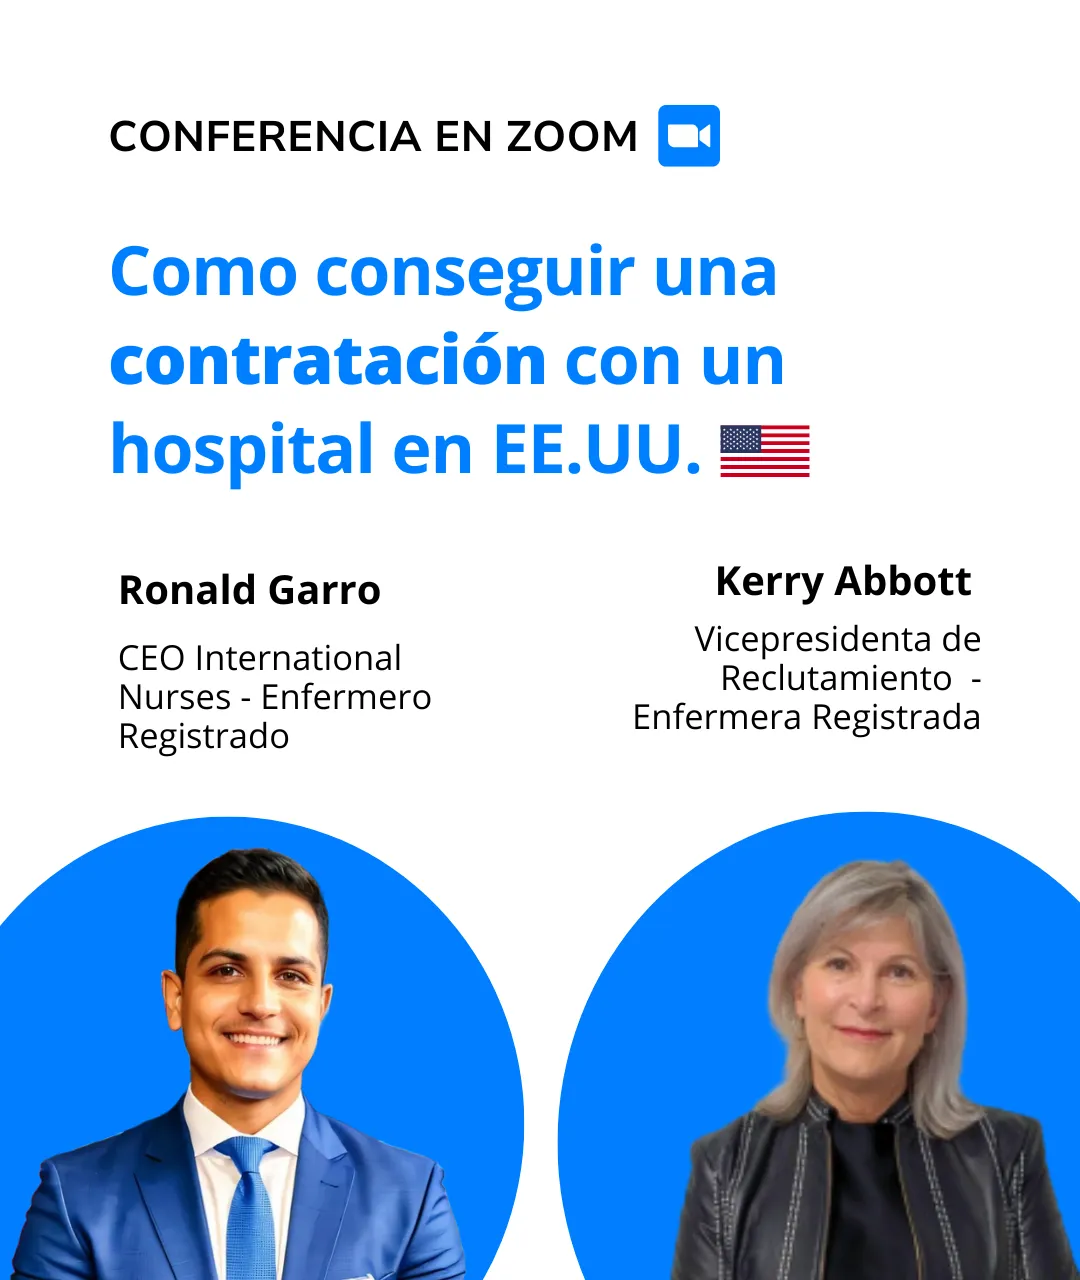 CONFERENCIA EN ZOOM
Como conseguir una
contratación con un
hospital en EE.UU.
Ronald Garro
CEO International
Nurses - Enfermero
Registrado
Kerry Abbott
Vicepresidenta de
Reclutamiento -
Enfermera Registrada